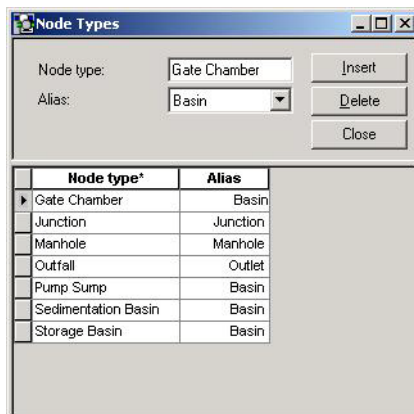 Node Types
Node type: Gate Chamber Insert
Alias: Basin Delete
Close
Node type* Alias
Gate Chamber Basin
Junction Junction
Manhole Manhole
Outfall Outlet
Pump Sump Basin
Sedimentation Basin Basin
Storage Basin Basin